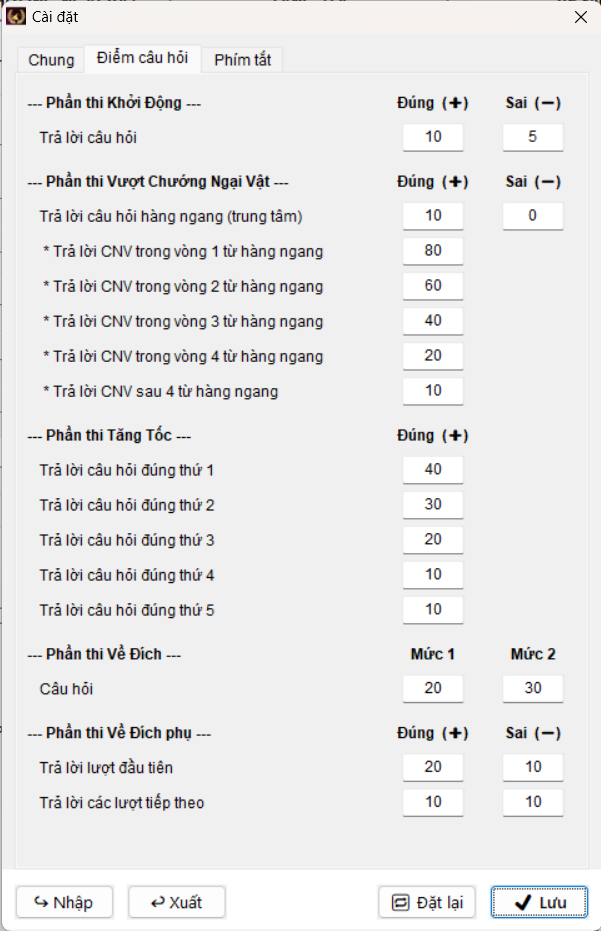 Cài đặt
Chung Điểm câu hỏi Phím tắt
--- Phần thi Khởi Động --- Đúng (+) Sai (−)
Trả lời câu hỏi 10 5
--- Phần thi Vượt Chướng Ngại Vật --- Đúng (+) Sai (−)
Trả lời câu hỏi hàng ngang (trung tâm) 10 0
* Trả lời CNV trong vòng 1 từ hàng ngang 80
* Trả lời CNV trong vòng 2 từ hàng ngang 60
* Trả lời CNV trong vòng 3 từ hàng ngang 40
* Trả lời CNV trong vòng 4 từ hàng ngang 20
* Trả lời CNV sau 4 từ hàng ngang 10
--- Phần thi Tăng Tốc --- Đúng (+)
Trả lời câu hỏi đúng thứ 1 40
Trả lời câu hỏi đúng thứ 2 30
Trả lời câu hỏi đúng thứ 3 20
Trả lời câu hỏi đúng thứ 4 10
Trả lời câu hỏi đúng thứ 5 10
--- Phần thi Về Đích --- Mức 1 Mức 2
Câu hỏi 20 30
--- Phần thi Về Đích phụ --- Đúng (+) Sai (−)
Trả lời lượt đầu tiên 20 10
Trả lời các lượt tiếp theo 10 10
Nhập Xuất Đặt lại Lưu